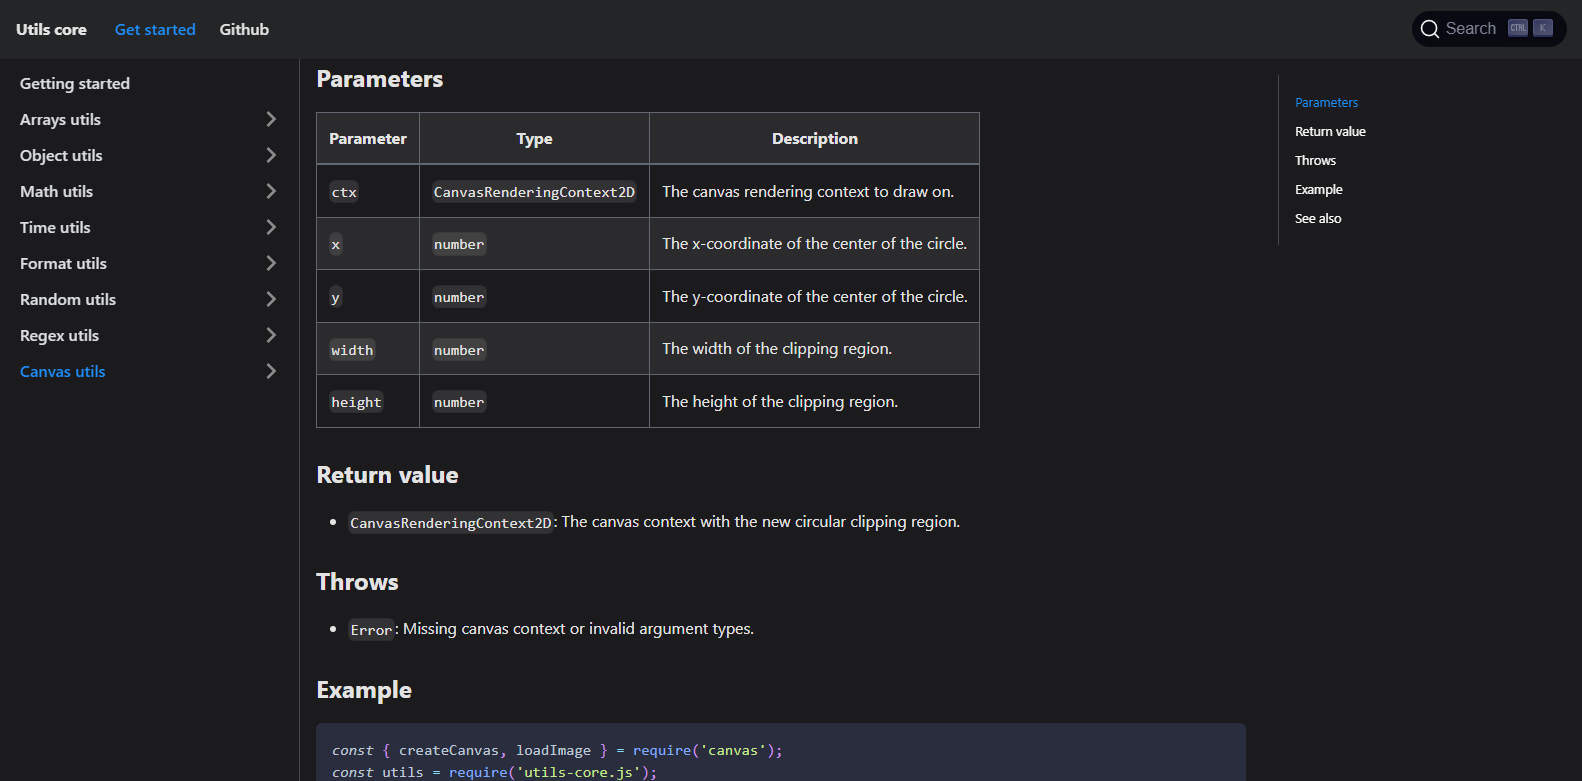 Utils core Get started Github Search CTRL K
Getting started
Arrays utils
Object utils
Math utils
Time utils
Format utils
Random utils
Regex utils
Canvas utils
Parameters
Parameter Type Description
ctx CanvasRenderingContext2D The canvas rendering context to draw on.
x number The x-coordinate of the center of the circle.
y number The y-coordinate of the center of the circle.
width number The width of the clipping region.
height number The height of the clipping region.
Return value
CanvasRenderingContext2D: The canvas context with the new circular clipping region.
Throws
Error: Missing canvas context or invalid argument types.
Example
const { createCanvas, loadImage } = require('canvas');
const utils = require('utils-core.js');
Parameters
Return value
Throws
Example
See also